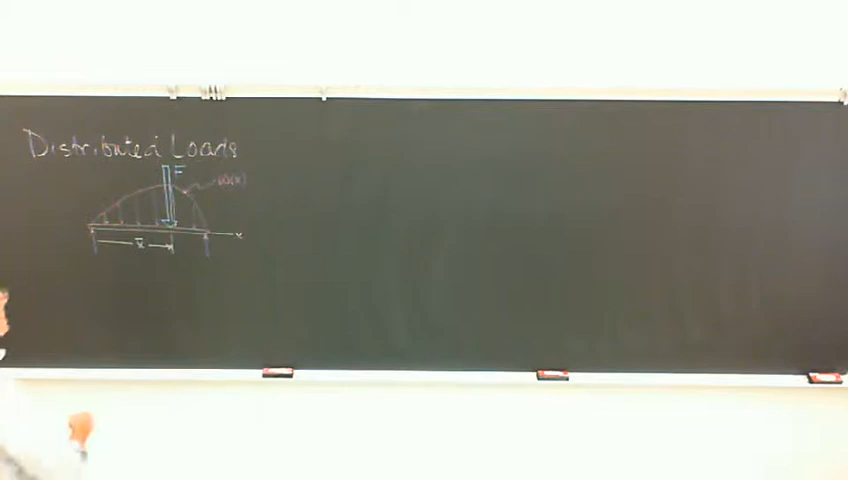 Distributed Loads
F
w(x)
x
x̄